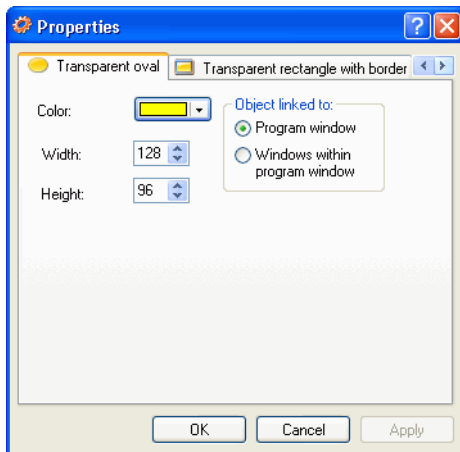 Properties
Transparent oval
Transparent rectangle with border
Color:
Object linked to:
Program window
Width:
128
Windows within
program window
Height:
96
OK
Cancel
Apply